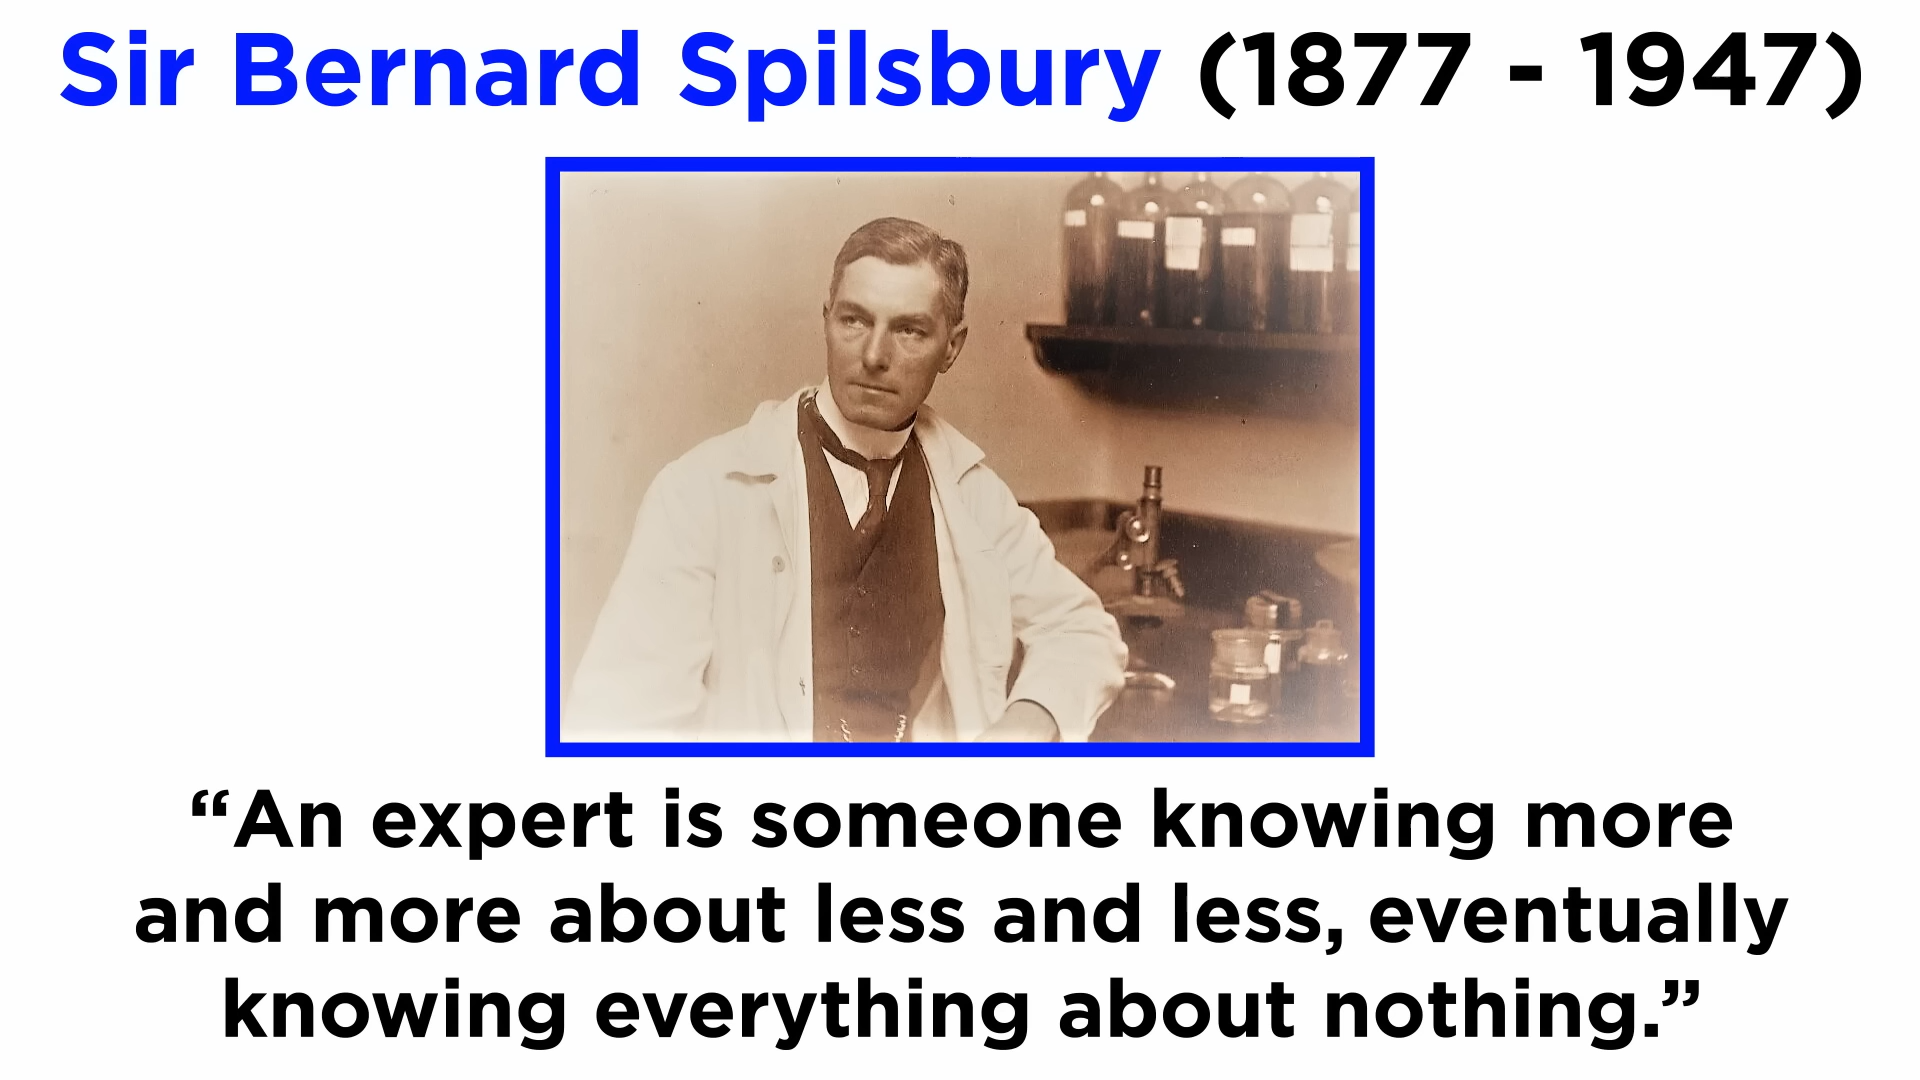 Sir Bernard Spilsbury (1877 - 1947)
“An expert is someone knowing more
and more about less and less, eventually
knowing everything about nothing.”